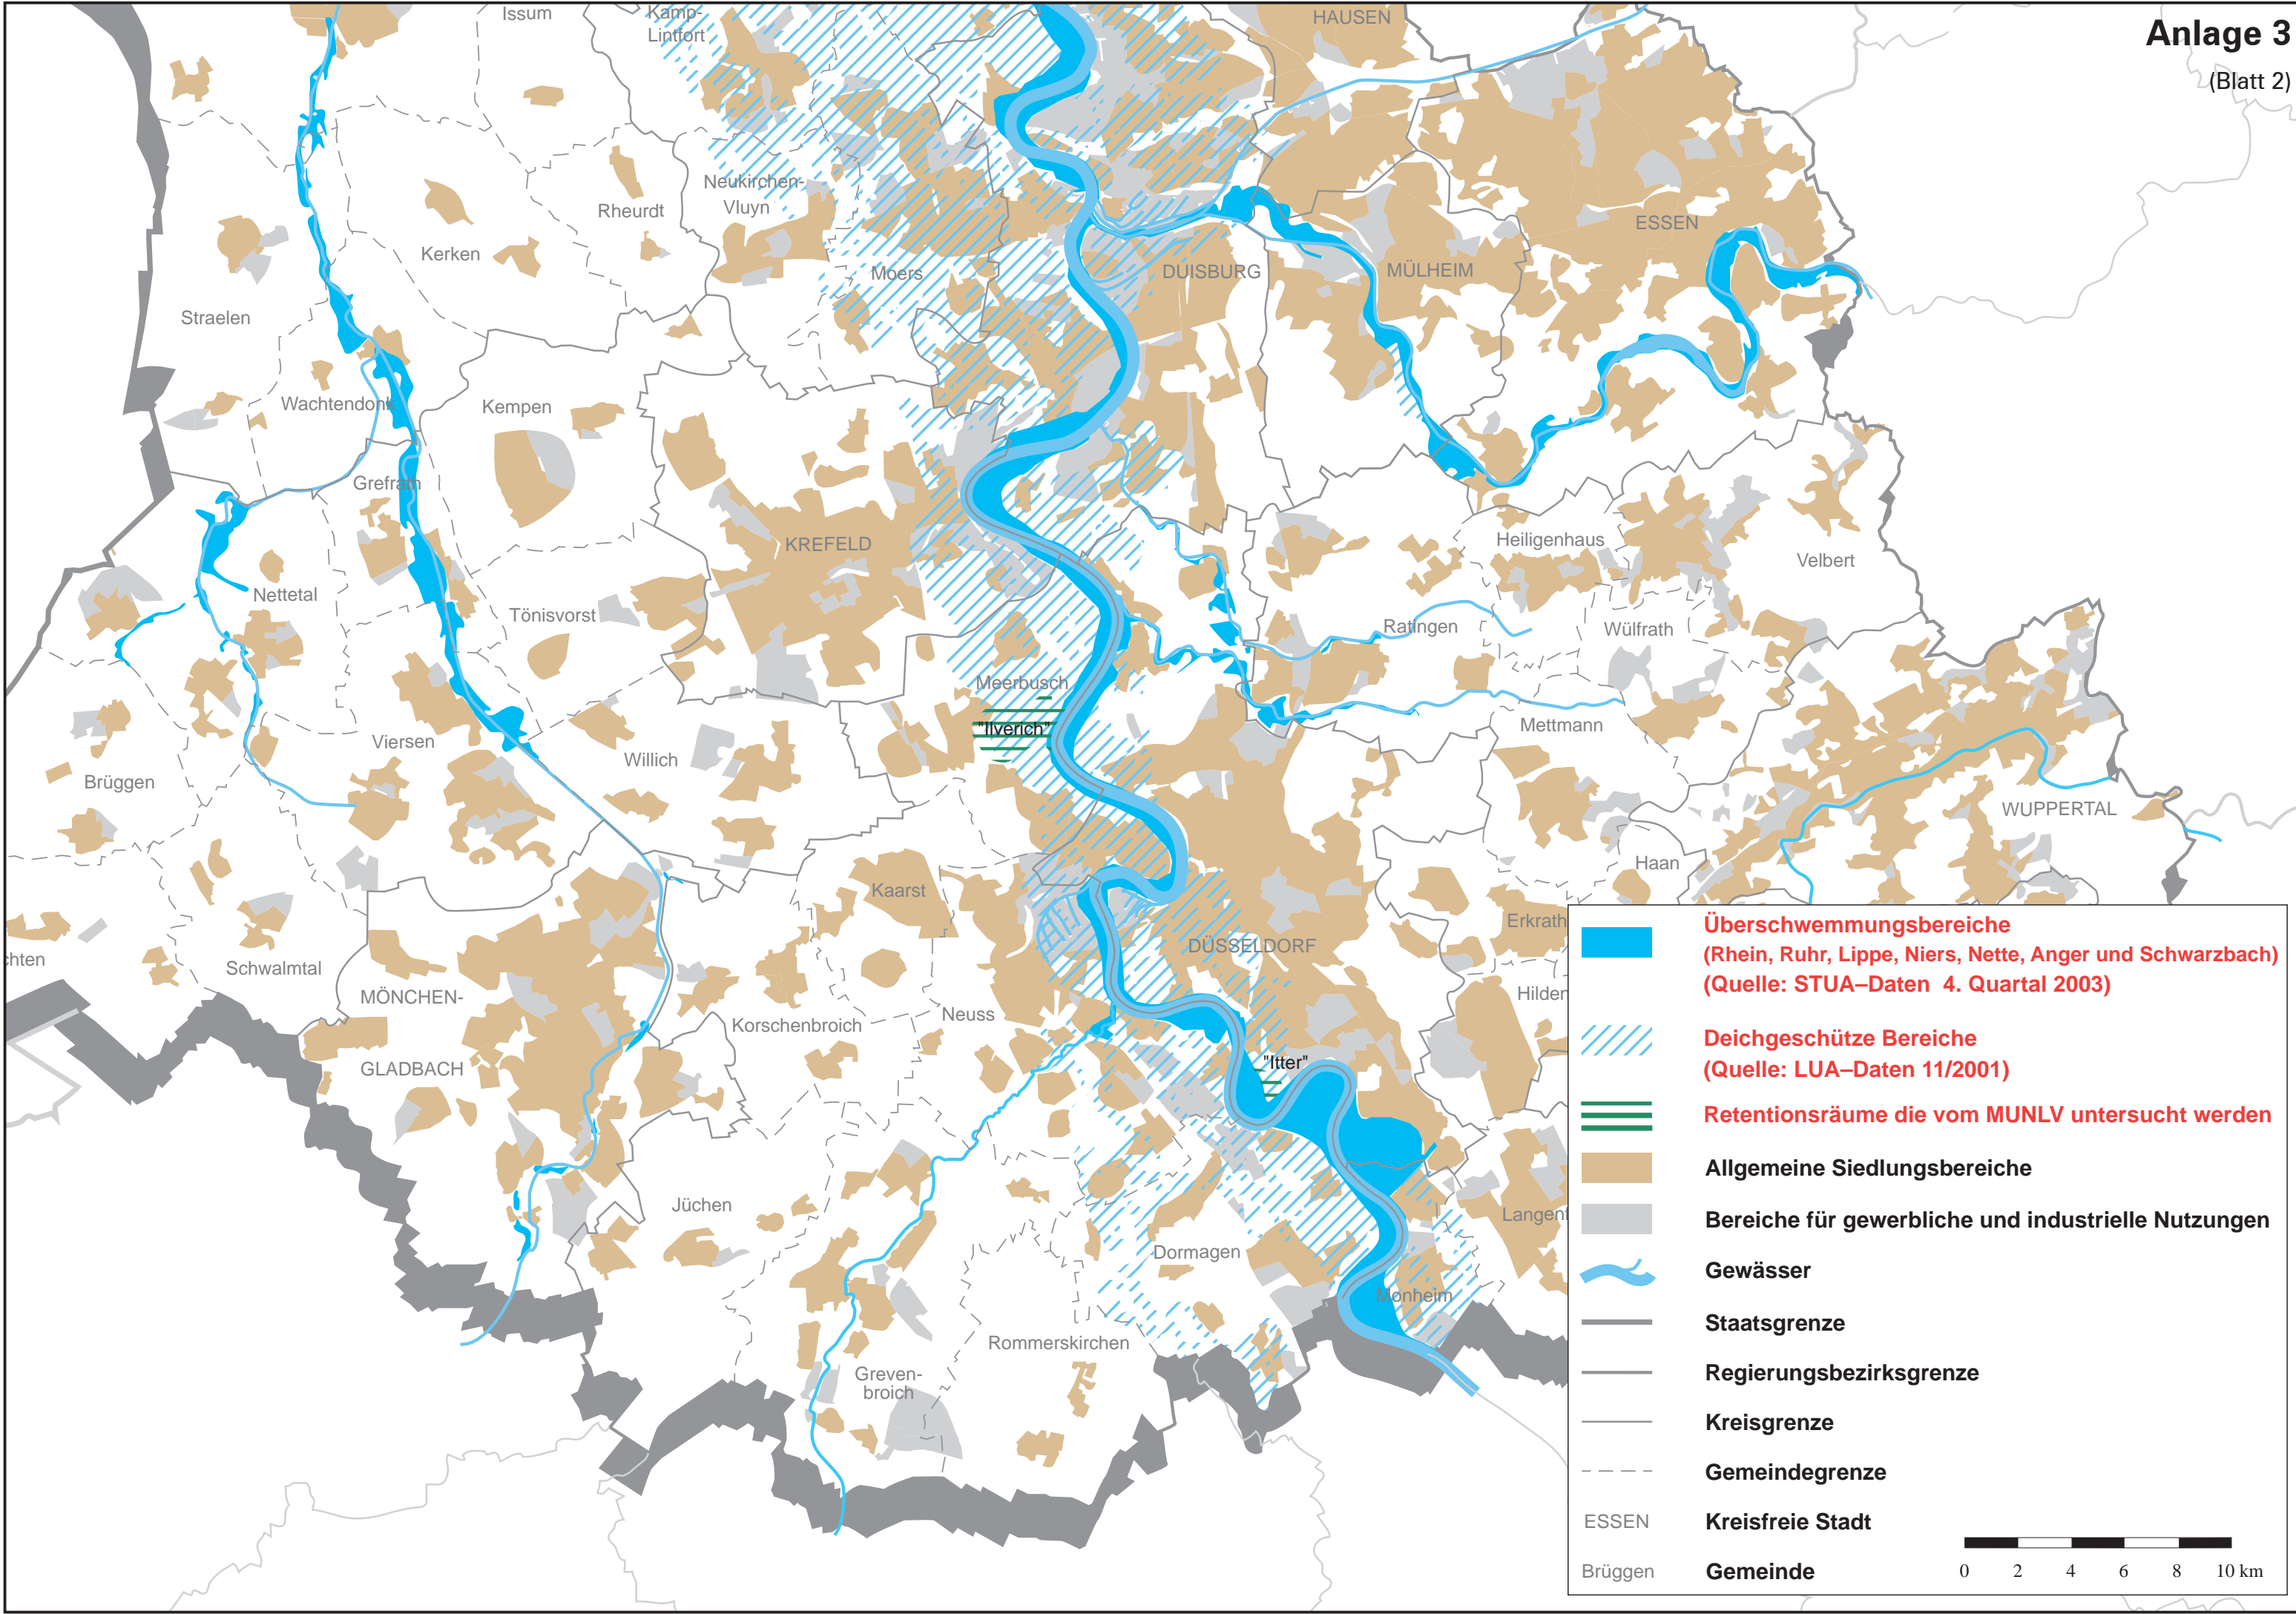 Anlage 3
(Blatt 2)
Issum
Kamp-
Lintfort
HAUSEN
Neukirchen-
Vluyn
Rheurdt
Kerken
ESSEN
Moers
DUISBURG
MÜLHEIM
Straelen
Wachtendonk
Kempen
Grefrath
KREFELD
Heiligenhaus
Velbert
Nettetal
Tönisvorst
Ratingen
Wülfrath
Meerbusch
"Ilverich"
Mettmann
Viersen
Willich
Brüggen
WUPPERTAL
Haan
Kaarst
Erkrath
DÜSSELDORF
chten
Schwalmtal
MÖNCHEN-
GLADBACH
Hilden
Neuss
Korschenbroich
"Itter"
Jüchen
Langenf
Dormagen
Monheim
Rommerskirchen
Greven-
broich
Überschwemmungsbereiche
(Rhein, Ruhr, Lippe, Niers, Nette, Anger und Schwarzbach)
(Quelle: STUA–Daten 4. Quartal 2003)
Deichgeschütze Bereiche
(Quelle: LUA–Daten 11/2001)
Retentionsräume die vom MUNLV untersucht werden
Allgemeine Siedlungsbereiche
Bereiche für gewerbliche und industrielle Nutzungen
Gewässer
Staatsgrenze
Regierungsbezirksgrenze
Kreisgrenze
Gemeindegrenze
ESSEN Kreisfreie Stadt
Brüggen Gemeinde
0 2 4 6 8 10 km